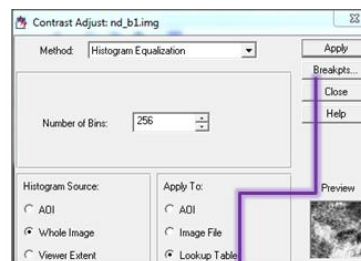 Contrast Adjust: nd_b1.img
Method: Histogram Equalization
Apply
Breakpts...
Close
Help
Number of Bins: 256
Histogram Source:
Apply To:
Preview
AOI
AOI
Whole Image
Image File
Viewer Extent
Lookup Table